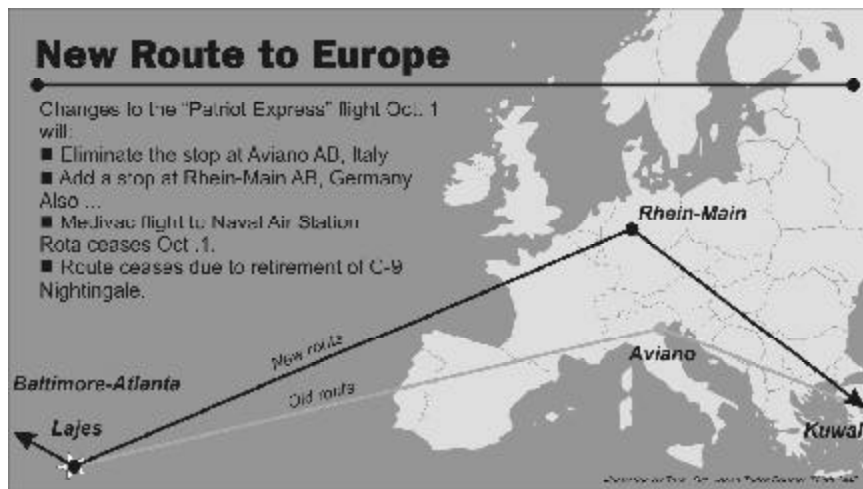 New Route to Europe
Changes to the "Patriot Express" flight Oct. 1
will:
■ Eliminate the stop at Aviano AB, Italy
■ Add a stop at Rhein-Main AB, Germany
Also ...
■ Medivac flight to Naval Air Station
Rota ceases Oct .1.
■ Route ceases due to retirement of C-9
Nightingale.
Rhein-Main
New route
Aviano
Baltimore-Atlanta
Old route
Lajes
Kuwai